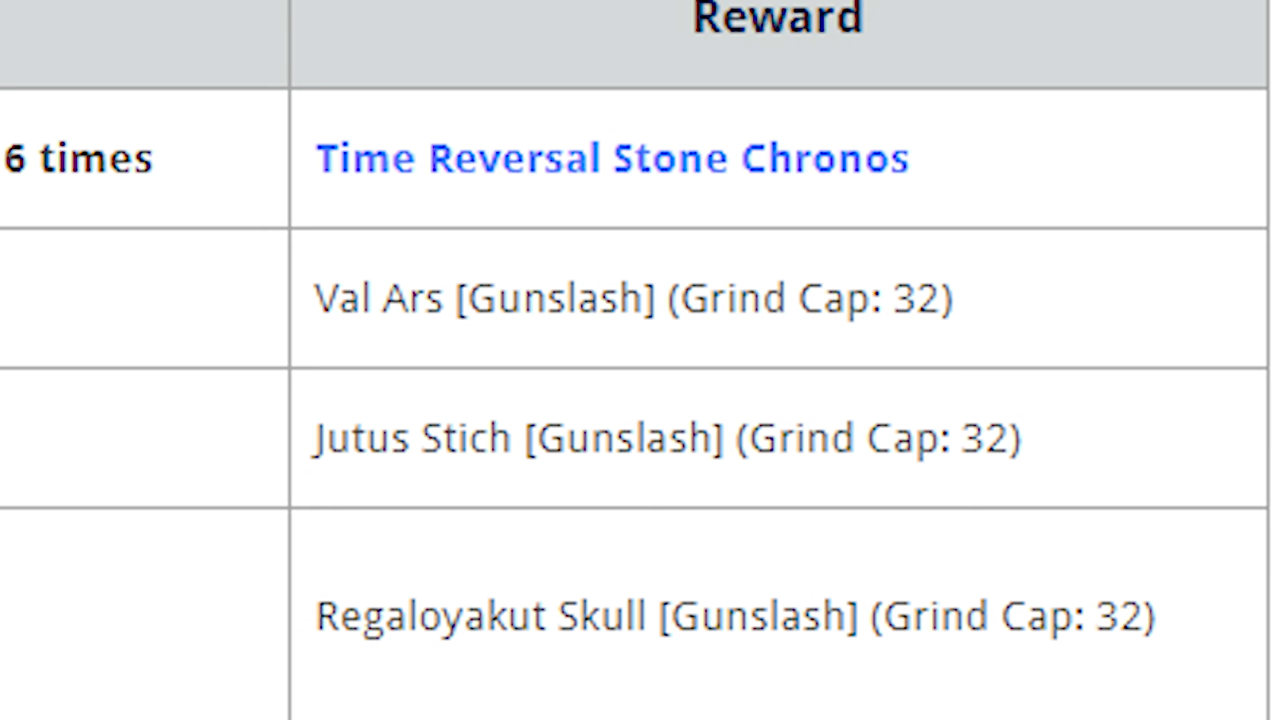 Reward
6 times
Time Reversal Stone Chronos
Val Ars [Gunslash] (Grind Cap: 32)
Jutus Stich [Gunslash] (Grind Cap: 32)
Regaloyakut Skull [Gunslash] (Grind Cap: 32)